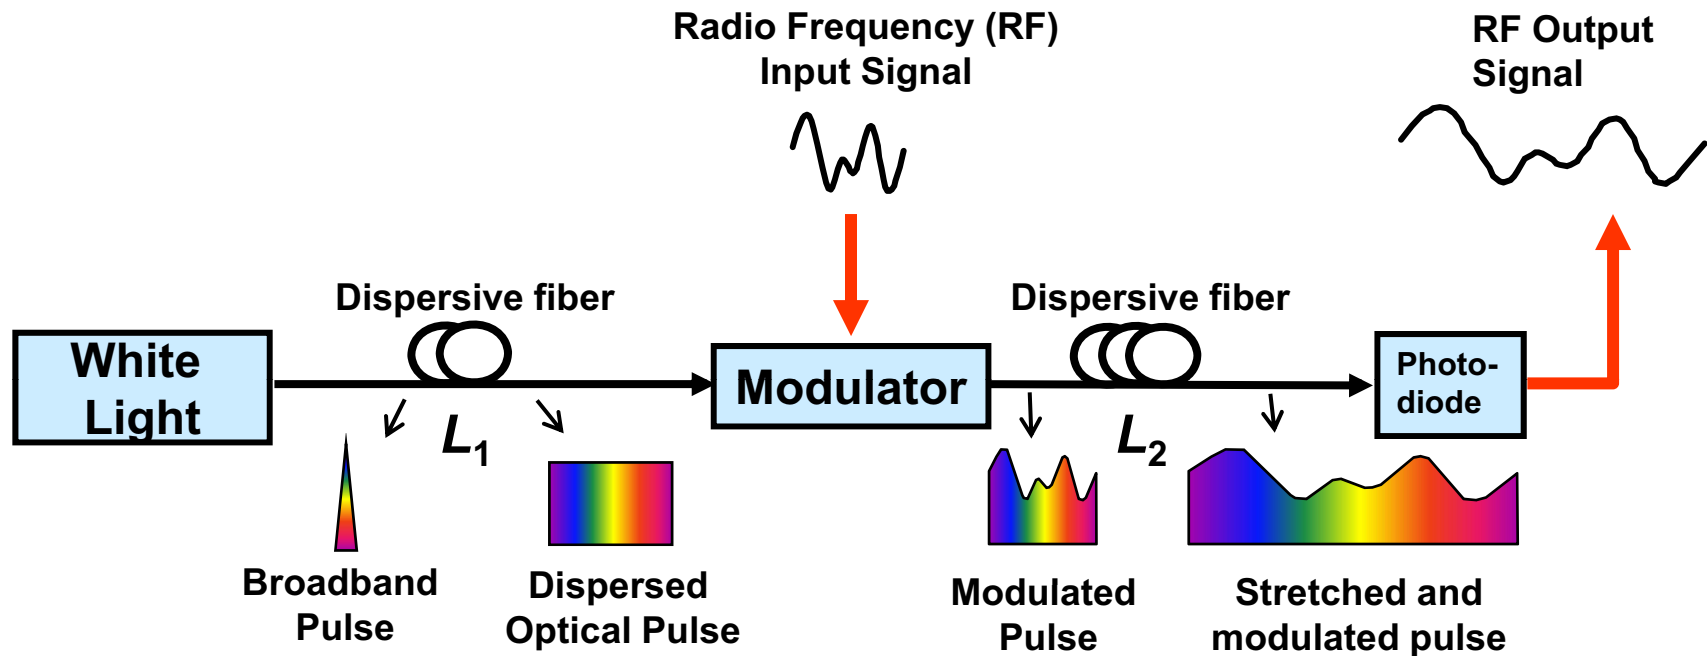 Radio Frequency (RF)
Input Signal
RF Output
Signal
Dispersive fiber
Dispersive fiber
White
Light
Modulator
Photo-
diode
L1
L2
Broadband
Pulse
Dispersed
Optical Pulse
Modulated
Pulse
Stretched and
modulated pulse